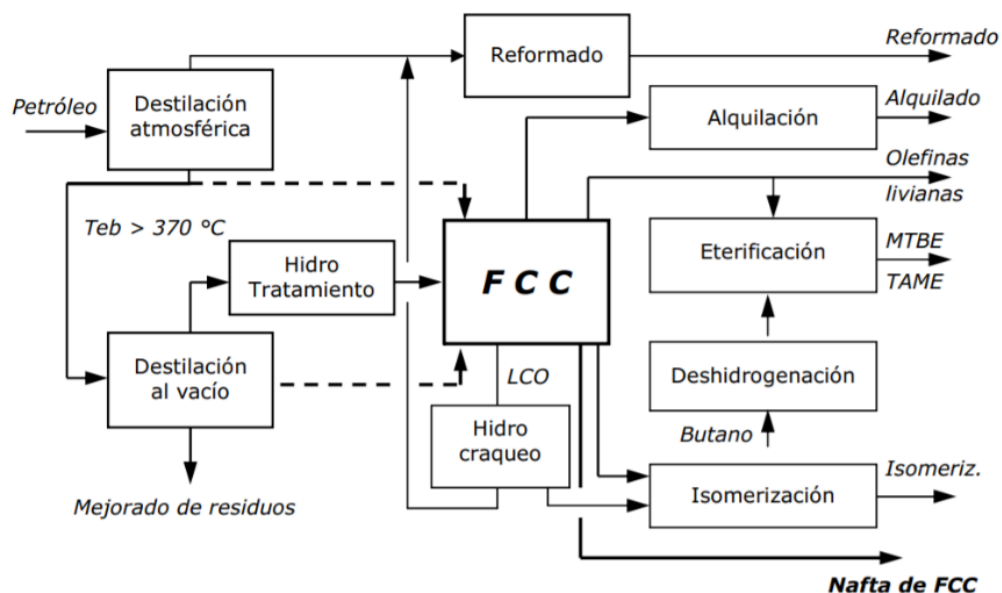 Reformado
Reformado
Petróleo
Destilación
atmosférica
Alquilación
Alquilado
Olefinas
livianas
Teb > 370 °C
Hidro
Tratamiento
F C C
Eterificación
MTBE
TAME
Destilación
al vacío
LCO
Deshidrogenación
Hidro
craqueo
Butano
Isomerización
Isomeriz.
Mejorado de residuos
Nafta de FCC